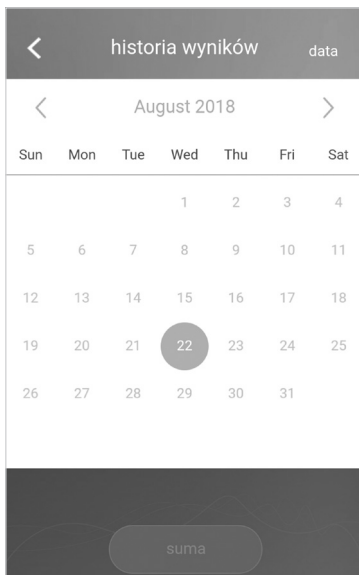 historia wyników data
August 2018
Sun Mon Tue Wed Thu Fri Sat
1 2 3 4
5 6 7 8 9 10 11
12 13 14 15 16 17 18
19 20 21 22 23 24 25
26 27 28 29 30 31
suma